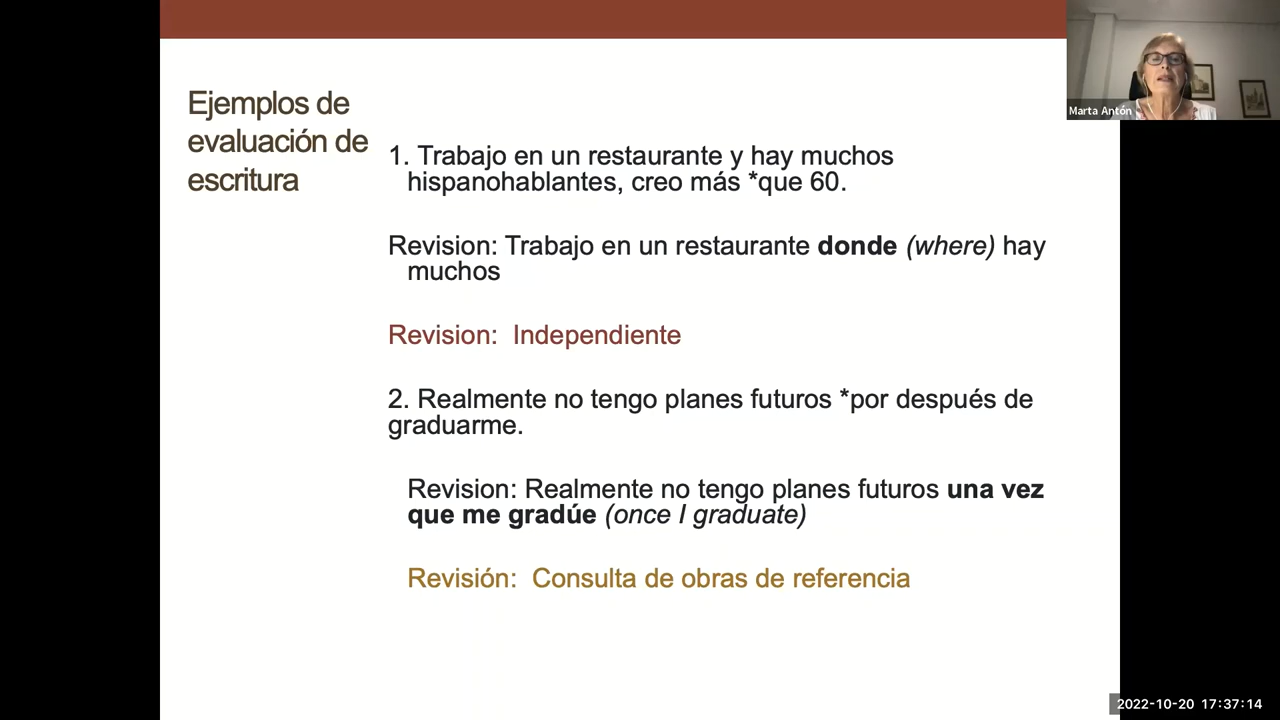 Ejemplos de
evaluación de
escritura
1. Trabajo en un restaurante y hay muchos
hispanohablantes, creo más *que 60.
Revision: Trabajo en un restaurante donde (where) hay
muchos
Revision: Independiente
2. Realmente no tengo planes futuros *por después de
graduarme.
Revision: Realmente no tengo planes futuros una vez
que me gradúe (once I graduate)
Revisión: Consulta de obras de referencia
Marta Antón
2022-10-20 17:37:14